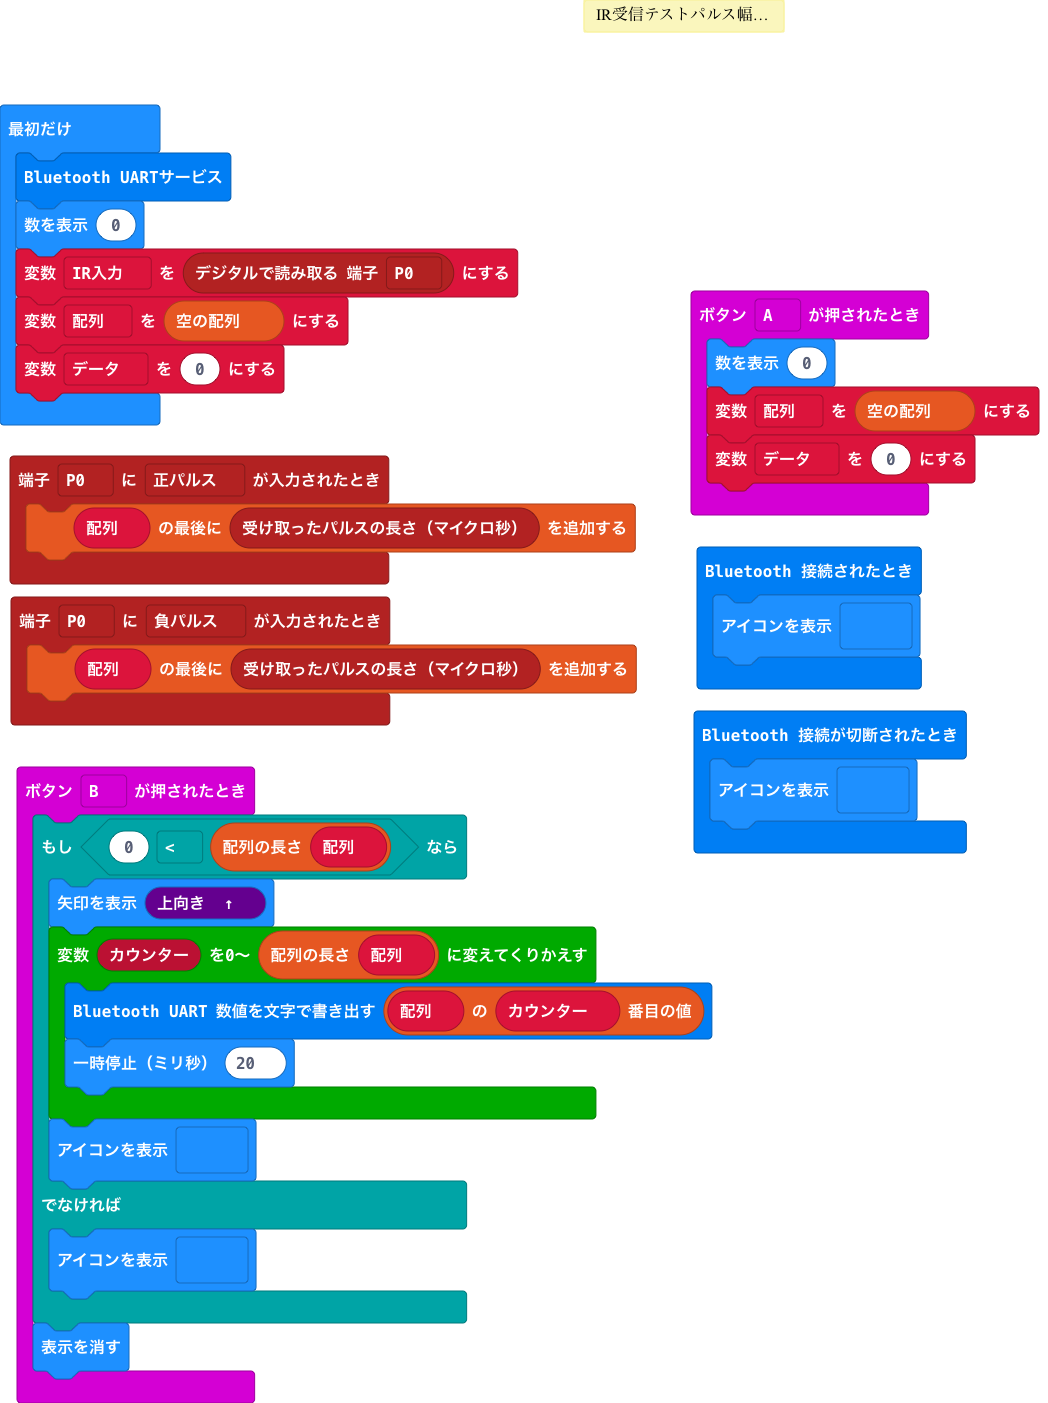 IR受信テストパルス幅...
最初だけ
Bluetooth UARTサービス
数を表示 0
変数 IR入力 を デジタルで読み取る 端子 P0 にする
変数 配列 を 空の配列 にする
変数 データ を 0 にする
端子 P0 に 正パルス が入力されたとき
配列 の最後に 受け取ったパルスの長さ（マイクロ秒） を追加する
端子 P0 に 負パルス が入力されたとき
配列 の最後に 受け取ったパルスの長さ（マイクロ秒） を追加する
ボタン B が押されたとき
もし 0 < 配列の長さ 配列 なら
矢印を表示 上向き ↑
変数 カウンター を0～ 配列の長さ 配列 に変えてくりかえす
Bluetooth UART 数値を文字で書き出す 配列 の カウンター 番目の値
一時停止（ミリ秒） 20
アイコンを表示
でなければ
アイコンを表示
表示を消す
ボタン A が押されたとき
数を表示 0
変数 配列 を 空の配列 にする
変数 データ を 0 にする
Bluetooth 接続されたとき
アイコンを表示
Bluetooth 接続が切断されたとき
アイコンを表示